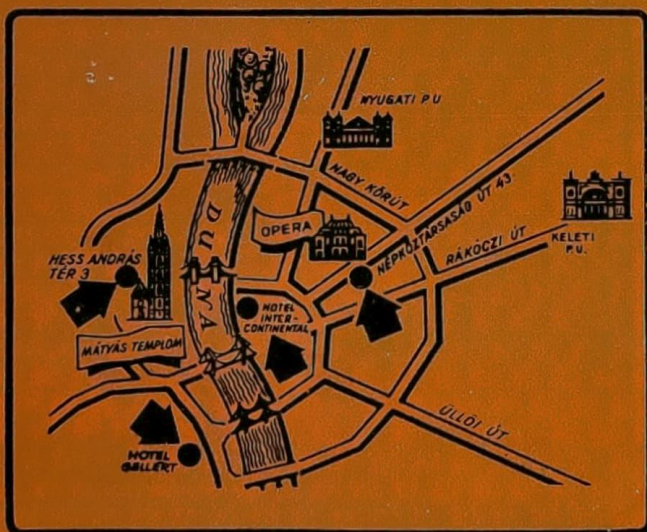 NYUGATI P.U
NAGY KÖRÚT
NÉPKÖZTÁRSASÁG ÚT 43
OPERA
DUNA
RÁKÓCZI ÚT
KELETI
P.U.
HESS ANDRÁS
TÉR 3
HOTEL
INTER-
CONTINENTAL
MÁTYÁS TEMPLOM
ÜLLŐI ÚT
HOTEL
GELLÉRT